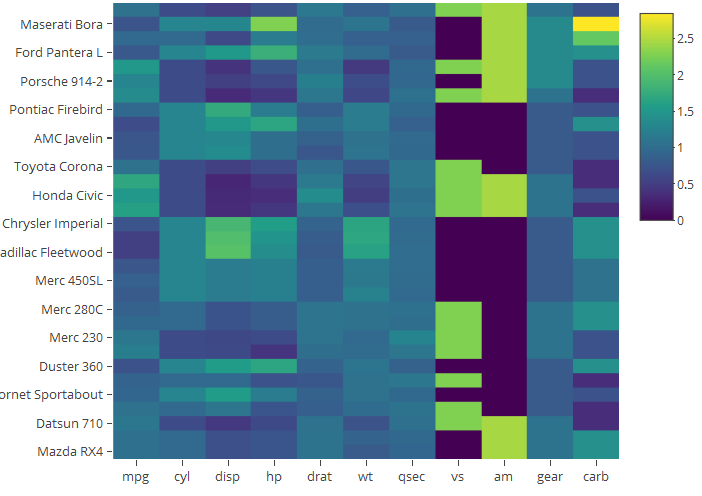 Maserati Bora
Ford Pantera L
Porsche 914-2
Pontiac Firebird
AMC Javelin
Toyota Corona
Honda Civic
Chrysler Imperial
adillac Fleetwood
Merc 450SL
Merc 280C
Merc 230
Duster 360
ornet Sportabout
Datsun 710
Mazda RX4
mpg cyl disp hp drat wt qsec vs am gear carb
2.5
2
1.5
1
0.5
0